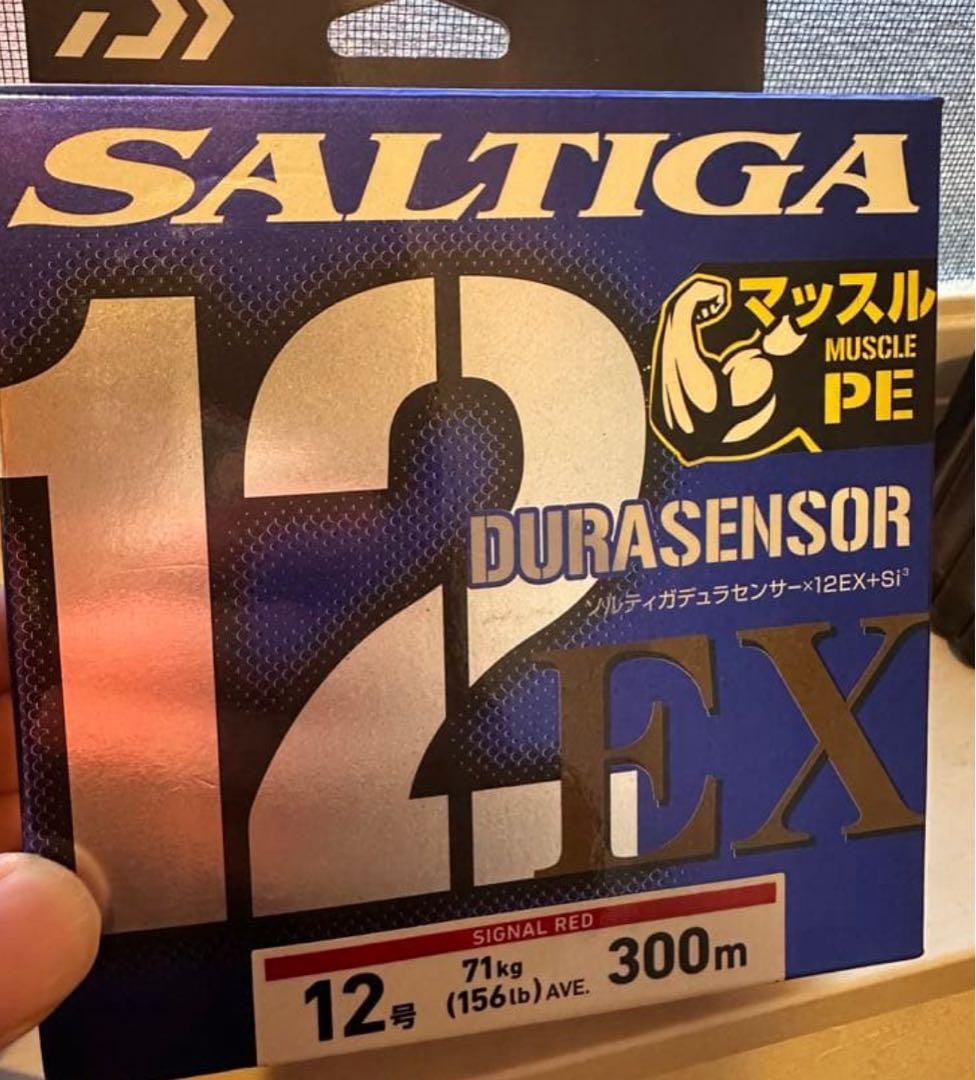 SALTIGA
12
マッスル
MUSCLE
PE
DURASENSOR
ソルティガデュラセンサー×12EX+Si³
EX
SIGNAL RED
12号 71kg (156lb) AVE. 300m